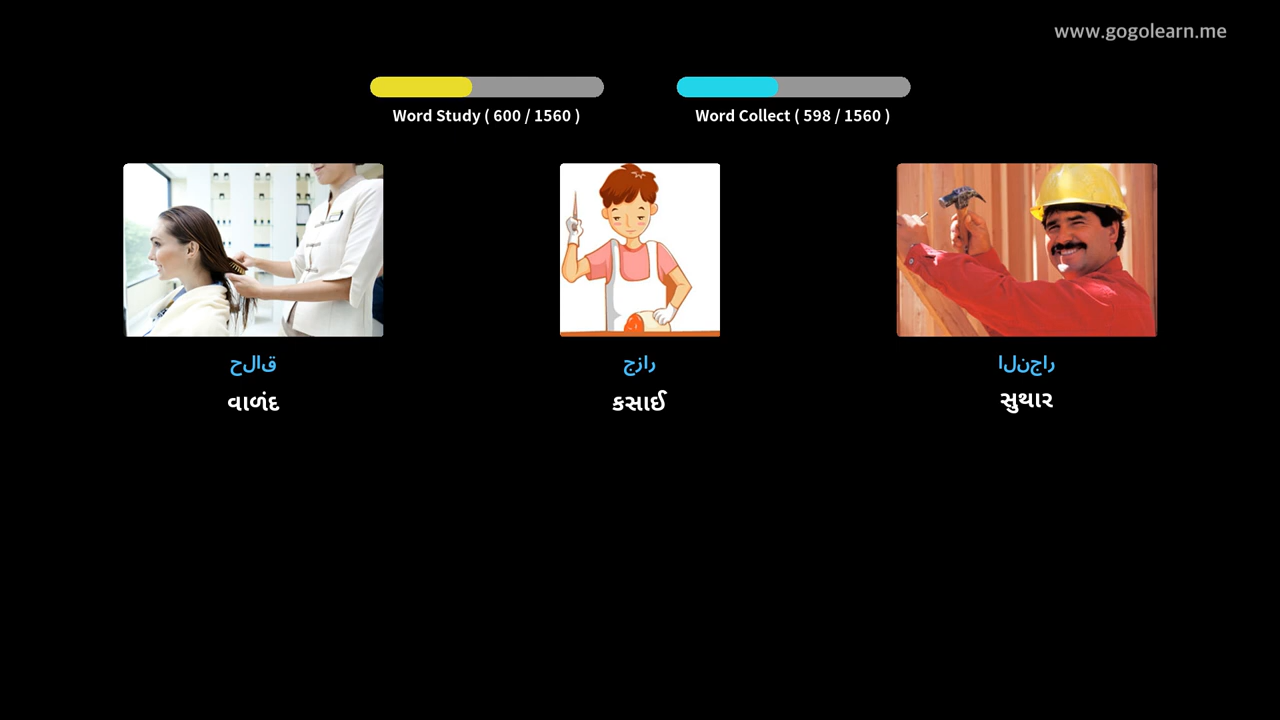 www.gogolearn.me
Word Study ( 600 / 1560 )
Word Collect ( 598 / 1560 )
حلاق
جزار
النجار
વાળંદ
કસાઈ
સુથાર